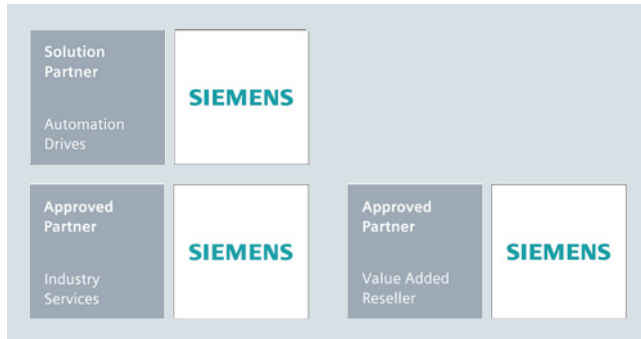 Solution
Partner
Automation
Drives
SIEMENS
Approved
Partner
Industry
Services
SIEMENS
Approved
Partner
Value Added
Reseller
SIEMENS